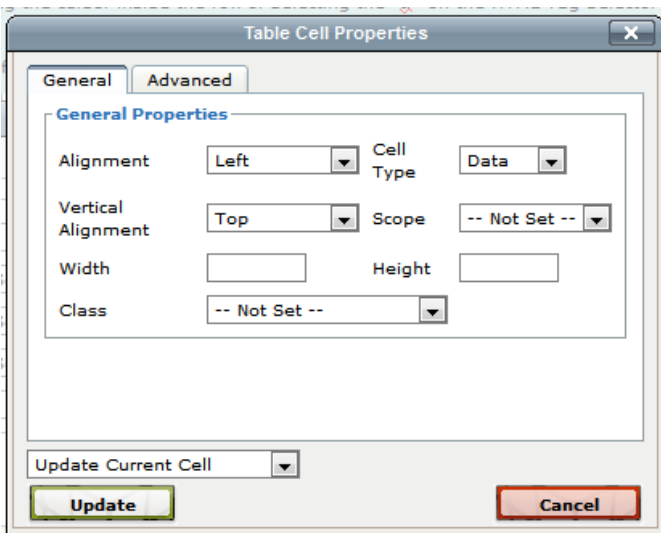 Table Cell Properties
General Advanced
General Properties
Alignment Left Cell Type Data
Vertical Alignment Top Scope -- Not Set --
Width Height
Class -- Not Set --
Update Current Cell
Update Cancel